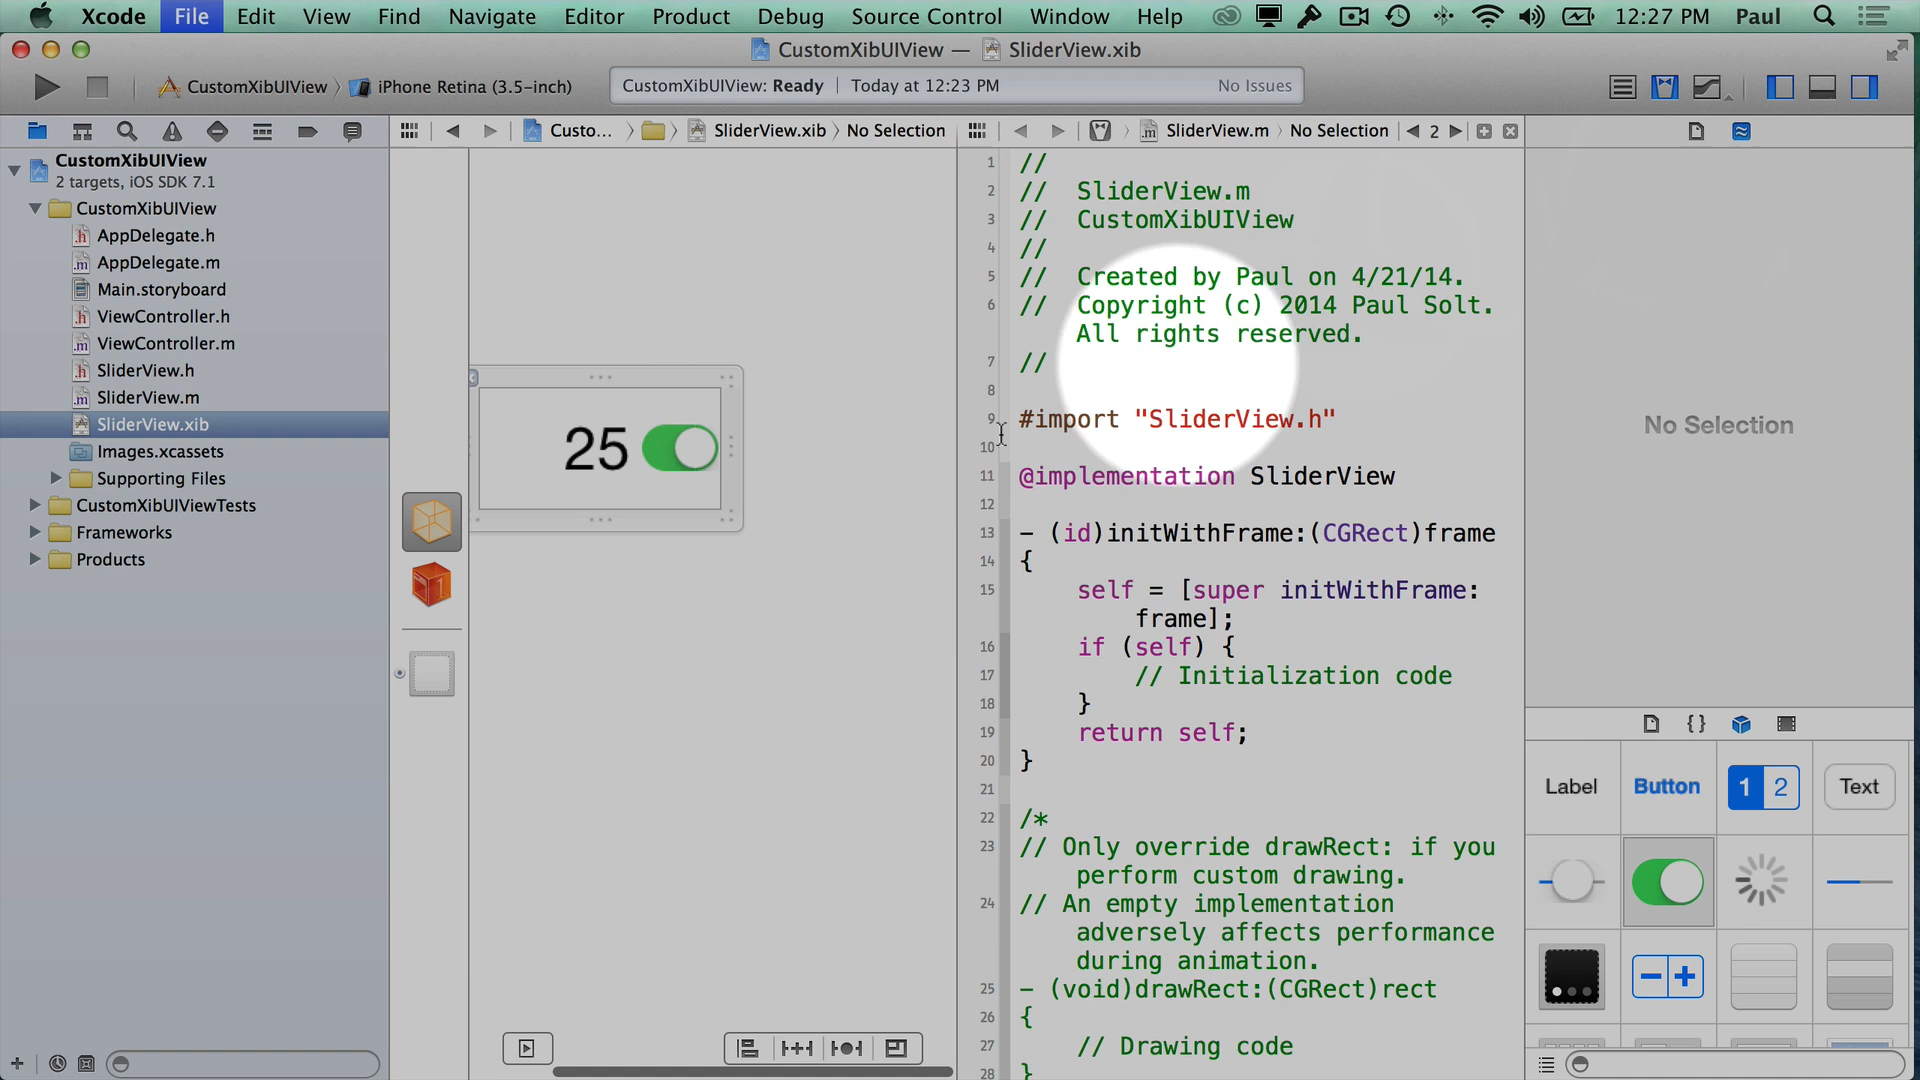 Xcode File Edit View Find Navigate Editor Product Debug Source Control Window Help 12:27 PM Paul
CustomXibUIView — SliderView.xib
CustomXibUIView iPhone Retina (3.5-inch) CustomXibUIView: Ready Today at 12:23 PM No Issues
Custo... SliderView.xib No Selection SliderView.m No Selection 2
CustomXibUIView
2 targets, iOS SDK 7.1
CustomXibUIView
AppDelegate.h
AppDelegate.m
Main.storyboard
ViewController.h
ViewController.m
SliderView.h
SliderView.m
SliderView.xib
Images.xcassets
Supporting Files
CustomXibUIViewTests
Frameworks
Products
25
1 //
2 // SliderView.m
3 // CustomXibUIView
4 //
5 // Created by Paul on 4/21/14.
6 // Copyright (c) 2014 Paul Solt.
All rights reserved.
7 //
8
9 #import "SliderView.h"
10
11 @implementation SliderView
12
13 - (id)initWithFrame:(CGRect)frame
14 {
15 self = [super initWithFrame:
frame];
16 if (self) {
17 // Initialization code
18 }
19 return self;
20 }
21
22 /*
23 // Only override drawRect: if you
perform custom drawing.
24 // An empty implementation
adversely affects performance
during animation.
25 - (void)drawRect:(CGRect)rect
26 {
27 // Drawing code
28 }
No Selection
{ }
Label Button 1 2 Text